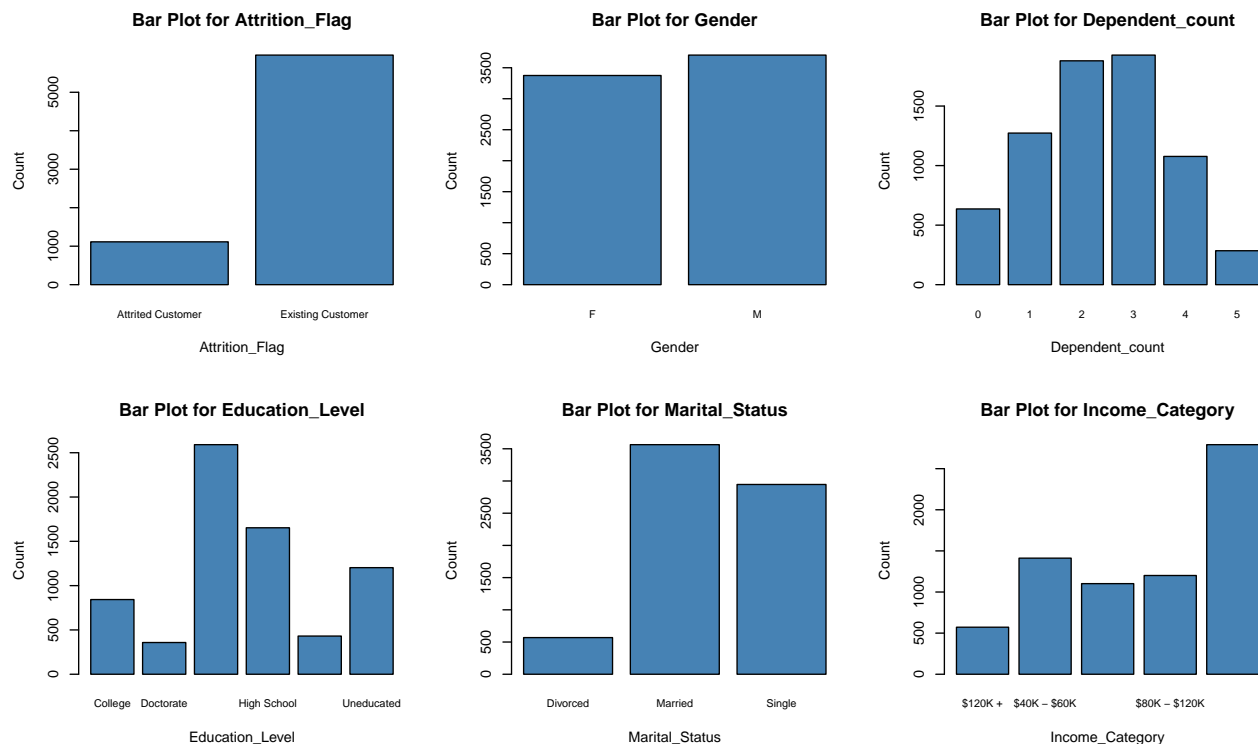 Bar Plot for Attrition_Flag
Count
0
1000
3000
5000
Attrited Customer
Existing Customer
Attrition_Flag
Bar Plot for Gender
Count
0
500
1500
2500
3500
F
M
Gender
Bar Plot for Dependent_count
Count
0
500
1000
1500
0
1
2
3
4
5
Dependent_count
Bar Plot for Education_Level
Count
0
500
1000
1500
2000
2500
College
Doctorate
High School
Uneducated
Education_Level
Bar Plot for Marital_Status
Count
0
500
1500
2500
3500
Divorced
Married
Single
Marital_Status
Bar Plot for Income_Category
Count
0
500
1000
2000
$120K +
$40K − $60K
$80K − $120K
Income_Category